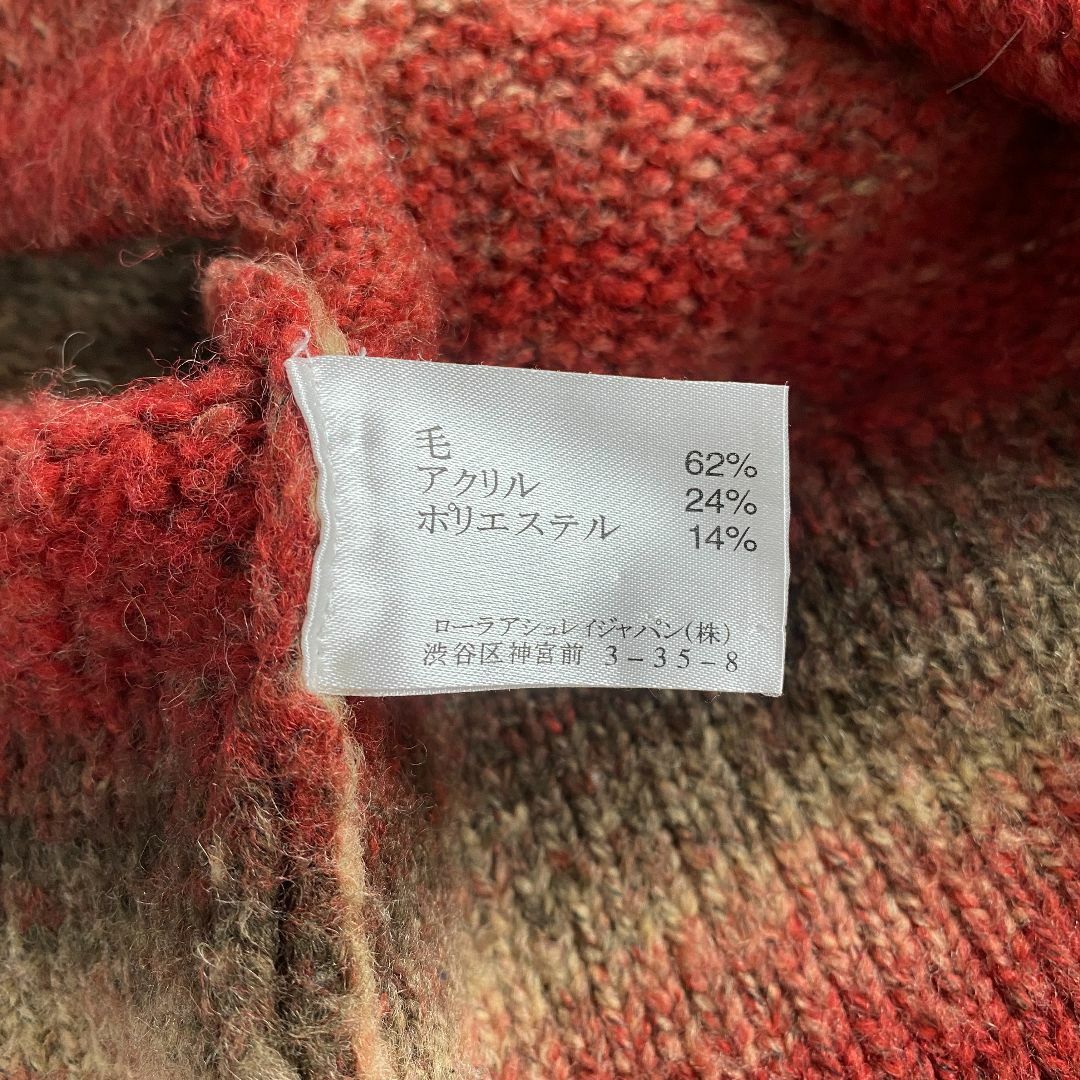 毛 62%
アクリル 24%
ポリエステル 14%
ローラアシュレイジャパン(株)
渋谷区神宮前 3-35-8